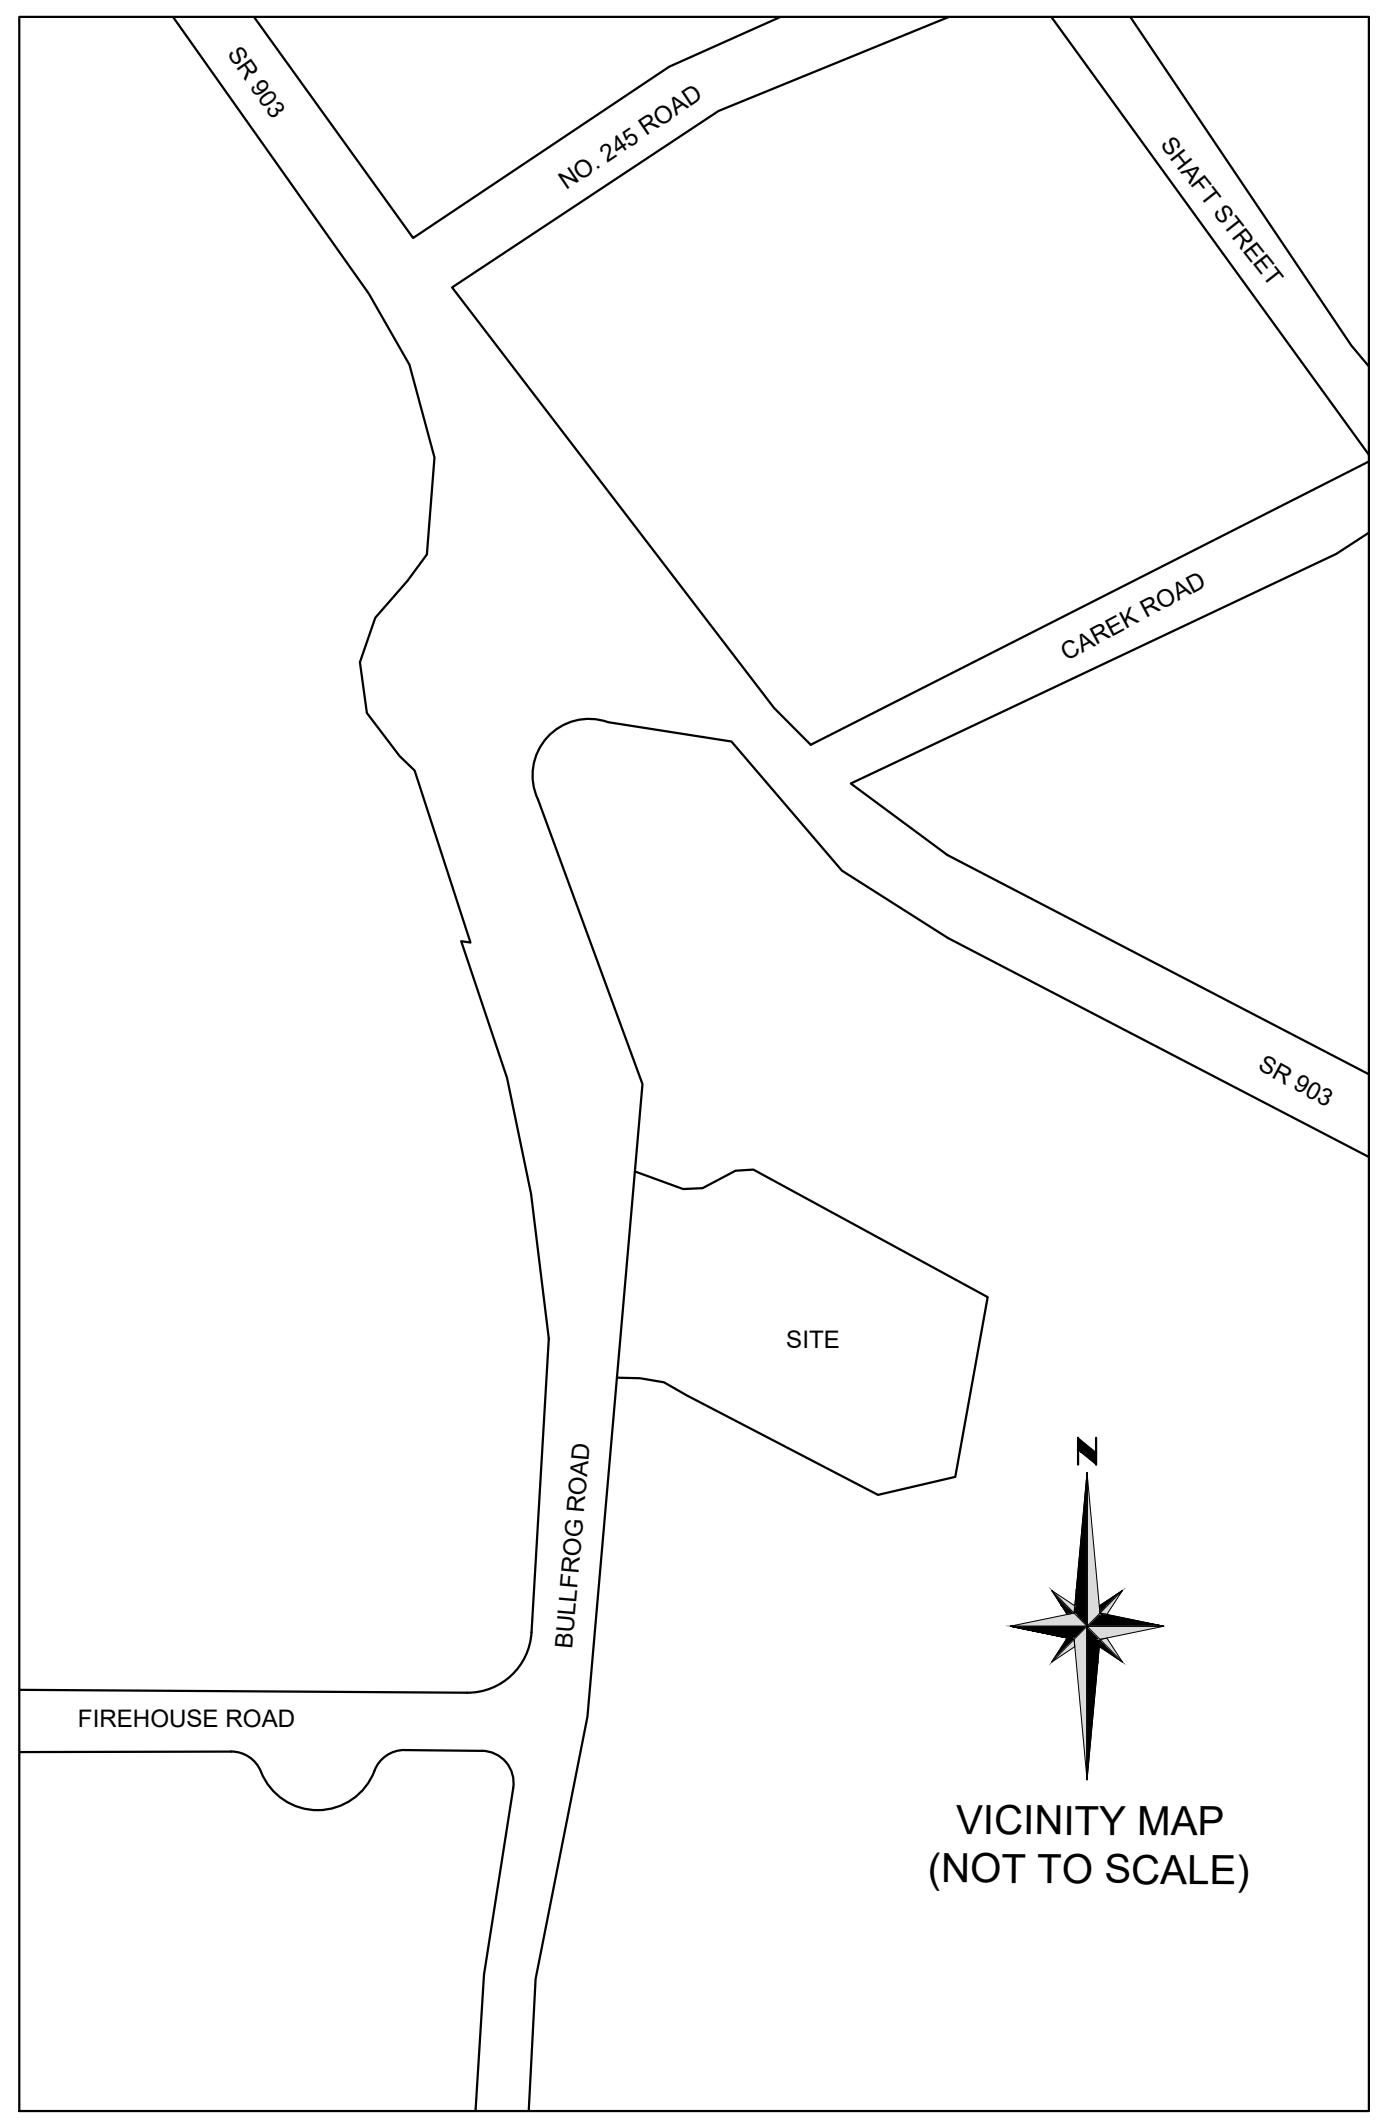 SR 903
NO. 245 ROAD
SHAFT STREET
CAREK ROAD
SR 903
SITE
BULLFROG ROAD
N
FIREHOUSE ROAD
VICINITY MAP
(NOT TO SCALE)